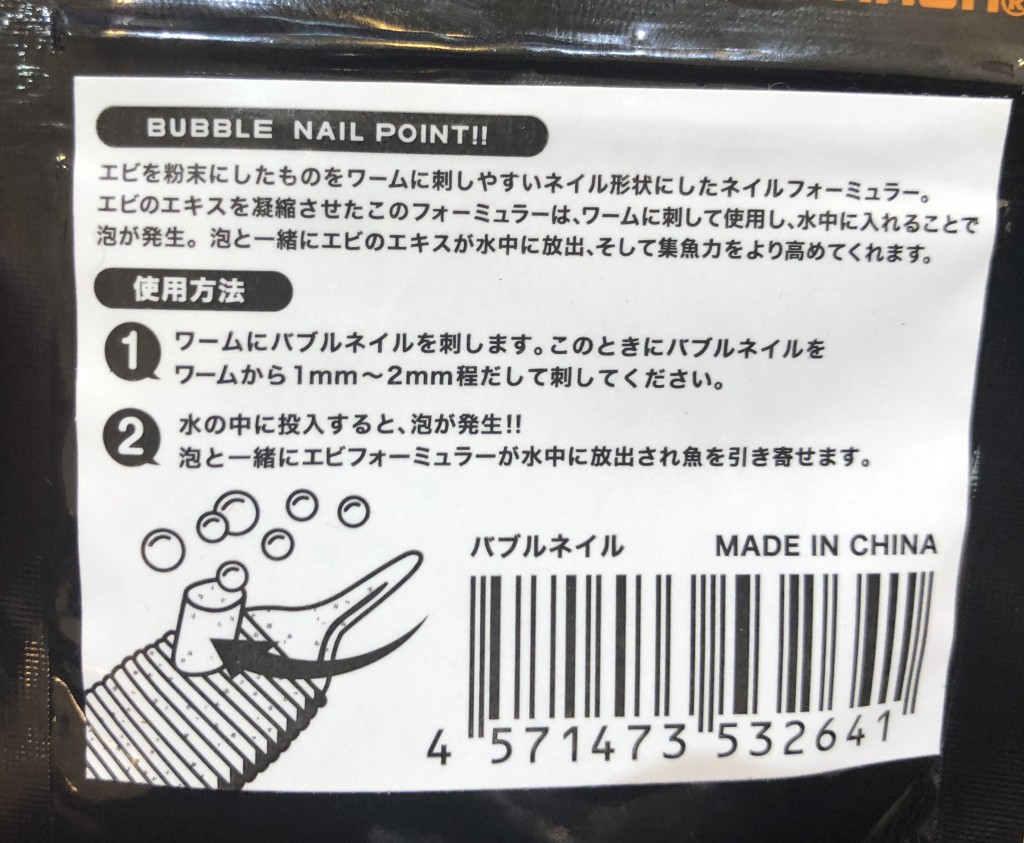 BUBBLE NAIL POINT!!
エビを粉末にしたものをワームに刺しやすいネイル形状にしたネイルフォーミュラー。
エビのエキスを凝縮させたこのフォーミュラーは、ワームに刺して使用し、水中に入れることで
泡が発生。泡と一緒にエビのエキスが水中に放出、そして集魚力をより高めてくれます。
使用方法
1 ワームにバブルネイルを刺します。このときにバブルネイルを
ワームから1mm〜2mm程だして刺してください。
2 水の中に投入すると、泡が発生!!
泡と一緒にエビフォーミュラーが水中に放出され魚を引き寄せます。
バブルネイル MADE IN CHINA
4 571473 532641